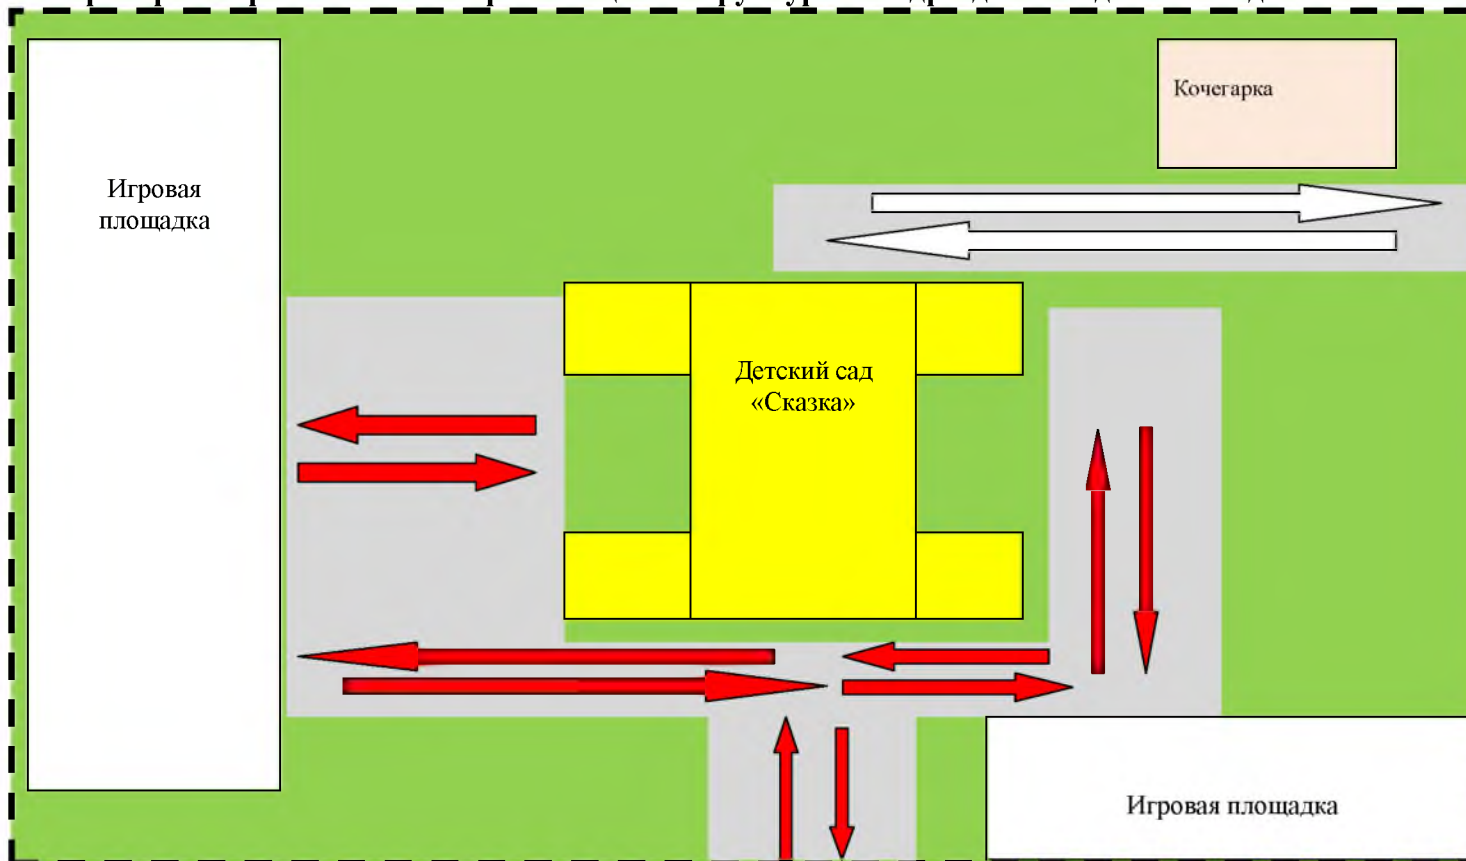 Кочегарка
Игровая
площадка
Детский сад
«Сказка»
Игровая площадка